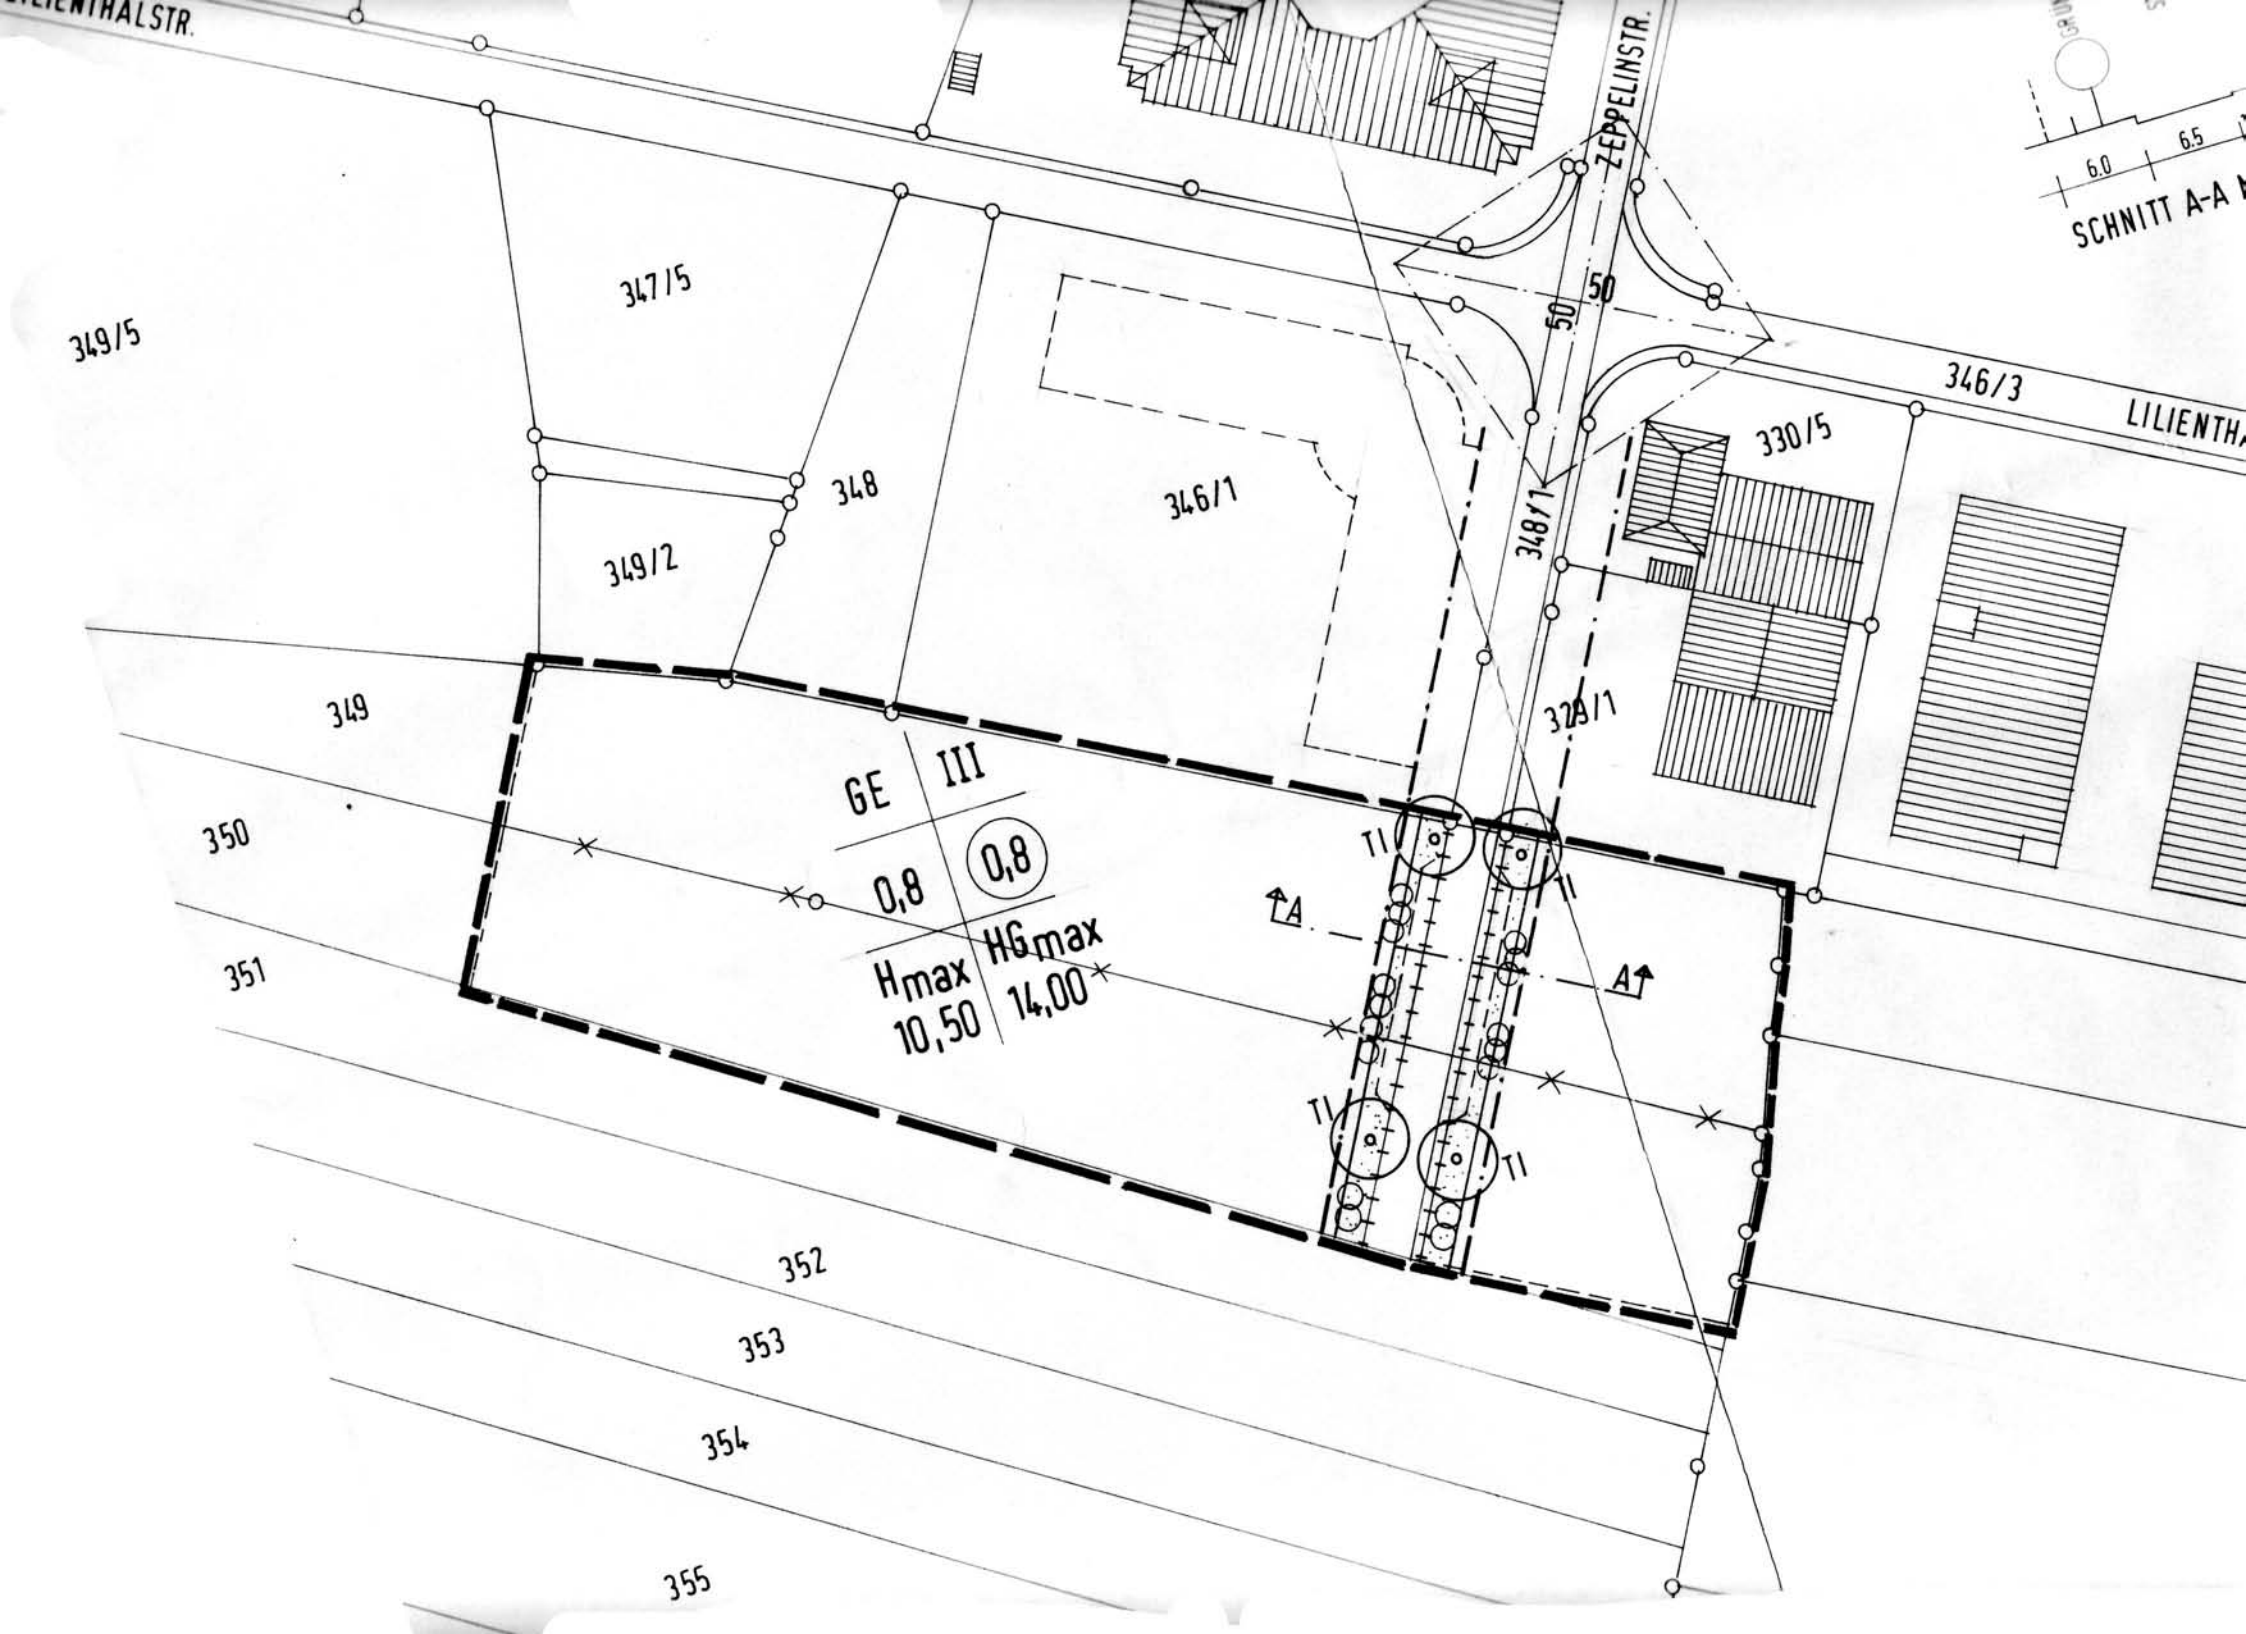 LILIENTHALSTR.
ZEPPELINSTR.
6.0
6.5
SCHNITT A-A
347/5
349/5
50
50
346/3
LILIENTHA
330/5
348
346/1
348/1
349/2
349
329/1
GE III
350
0,8 0,8
TI
TI
351
A
A
Hmax HGmax
10,50 14,00
TI
TI
352
353
354
355